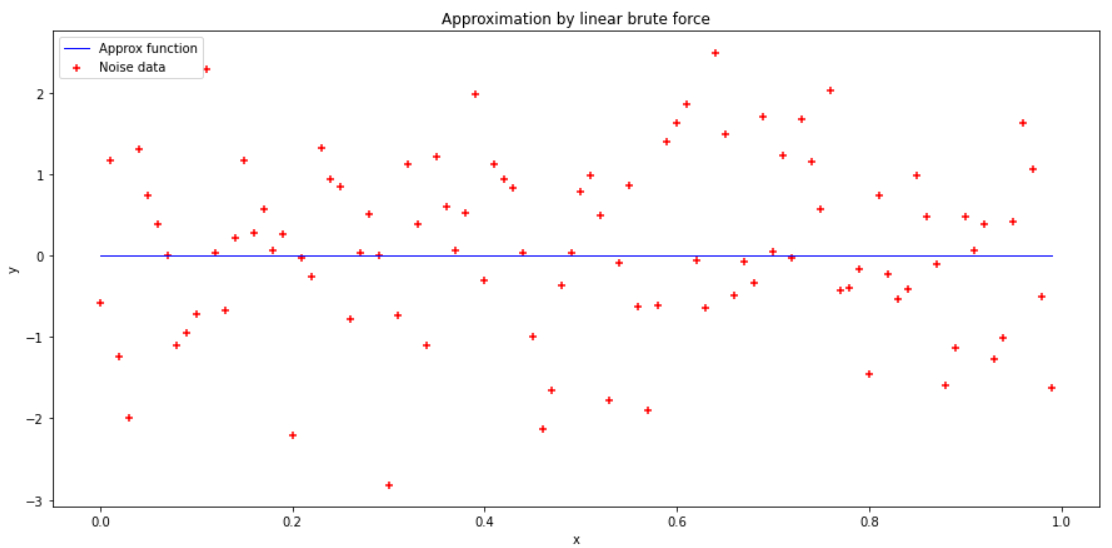 Approximation by linear brute force
Approx function
Noise data
y
2
1
0
−1
−2
−3
0.0 0.2 0.4 0.6 0.8 1.0
x